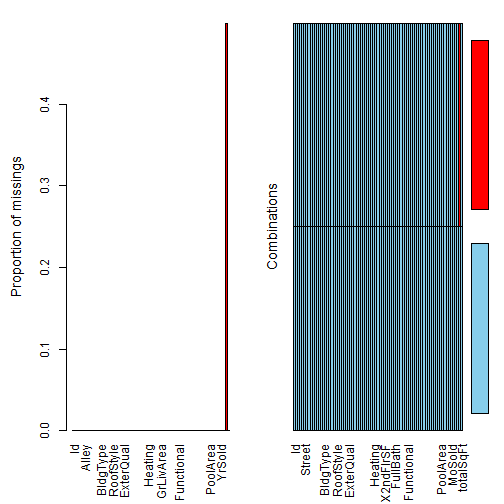 Proportion of missings
0.4
0.3
0.2
0.1
0.0
Id
Alley
BldgType
RoofStyle
ExterQual
Heating
GrLivArea
Functional
PoolArea
YrSold
Combinations
Id
Street
BldgType
RoofStyle
ExterQual
Heating
X2ndFlrSF
FullBath
Functional
PoolArea
MoSold
totalSqFt